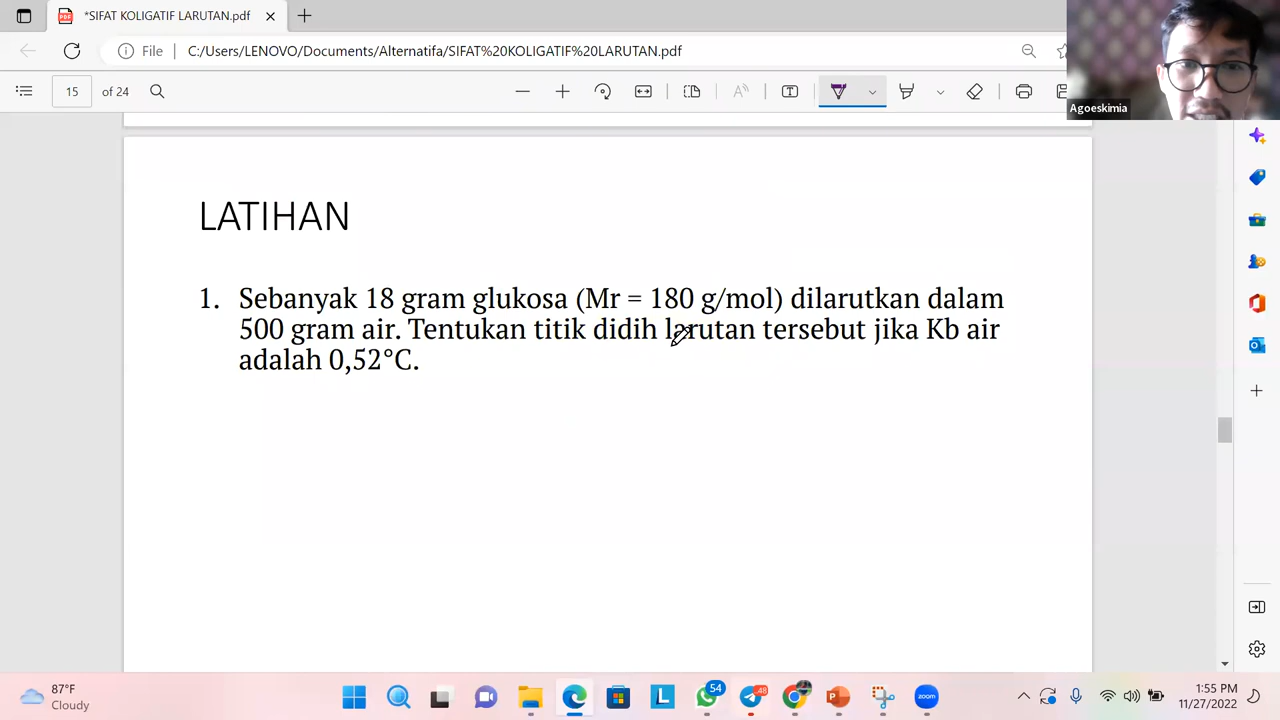 *SIFAT KOLIGATIF LARUTAN.pdf
File
C:/Users/LENOVO/Documents/Alternatifa/SIFAT%20KOLIGATIF%20LARUTAN.pdf
15 of 24
Agoeskimia
LATIHAN
1. Sebanyak 18 gram glukosa (Mr = 180 g/mol) dilarutkan dalam
500 gram air. Tentukan titik didih larutan tersebut jika Kb air
adalah 0,52°C.
87°F
Cloudy
54
48
zoom
1:55 PM
11/27/2022